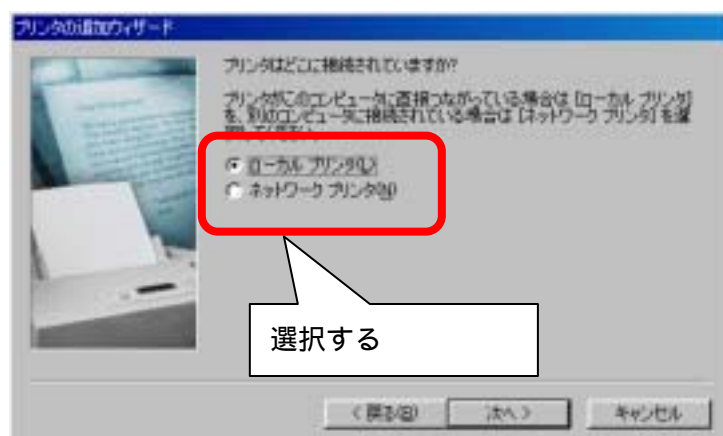 プリンタの追加ウィザード
プリンタはどこに接続されていますか?
プリンタがこのコンピュータに直接つながっている場合は [ローカル プリンタ]
を、別のコンピュータに接続されている場合は [ネットワーク プリンタ] を選
ローカル プリンタ(L)
ネットワーク プリンタ(N)
選択する
< 戻る(B)
次へ >
キャンセル